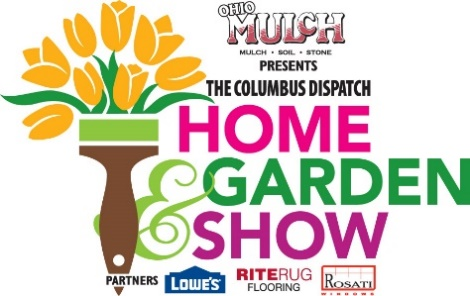 OHIO
MULCH
MULCH • SOIL • STONE
PRESENTS
THE COLUMBUS DISPATCH
HOME
& GARDEN
SHOW
PARTNERS LOWE'S RITERUG FLOORING ROSATI WINDOWS